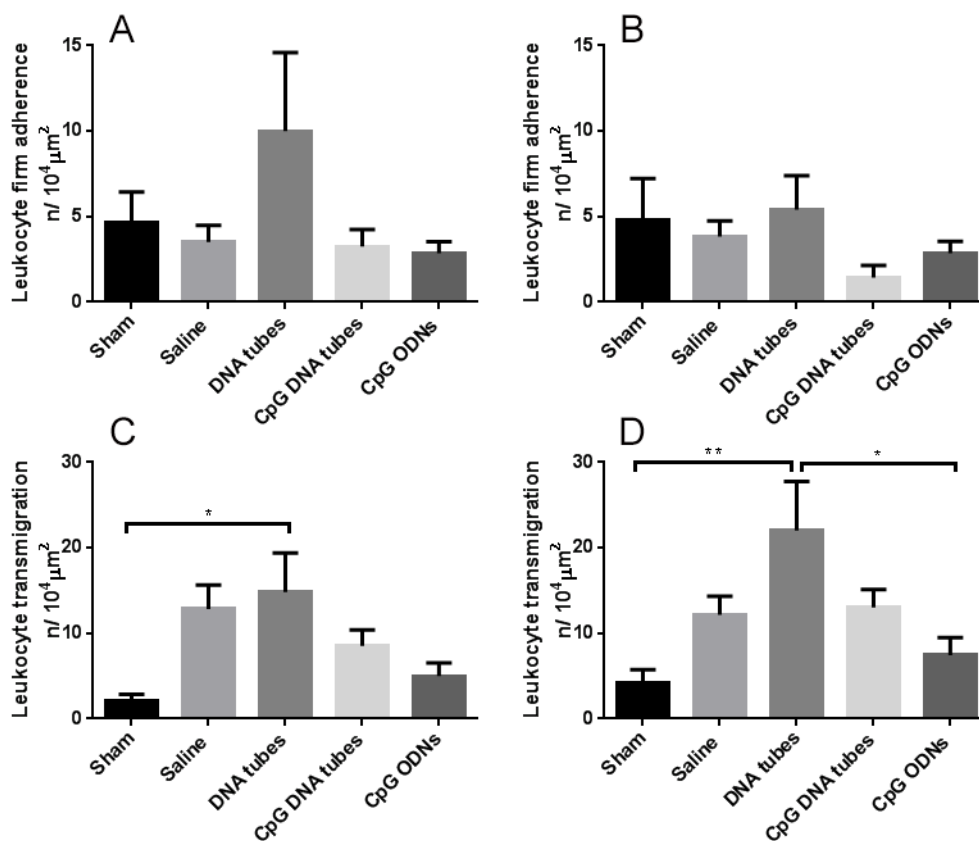 A
Leukocyte firm adherence
n/ 10⁴µm²
15
10
5
0
Sham
Saline
DNA tubes
CpG DNA tubes
CpG ODNs
B
Leukocyte firm adherence
n/ 10⁴µm²
15
10
5
0
Sham
Saline
DNA tubes
CpG DNA tubes
CpG ODNs
C
Leukocyte transmigration
n/ 10⁴µm²
30
20
10
0
*
Sham
Saline
DNA tubes
CpG DNA tubes
CpG ODNs
D
Leukocyte transmigration
n/ 10⁴µm²
30
20
10
0
**
*
Sham
Saline
DNA tubes
CpG DNA tubes
CpG ODNs